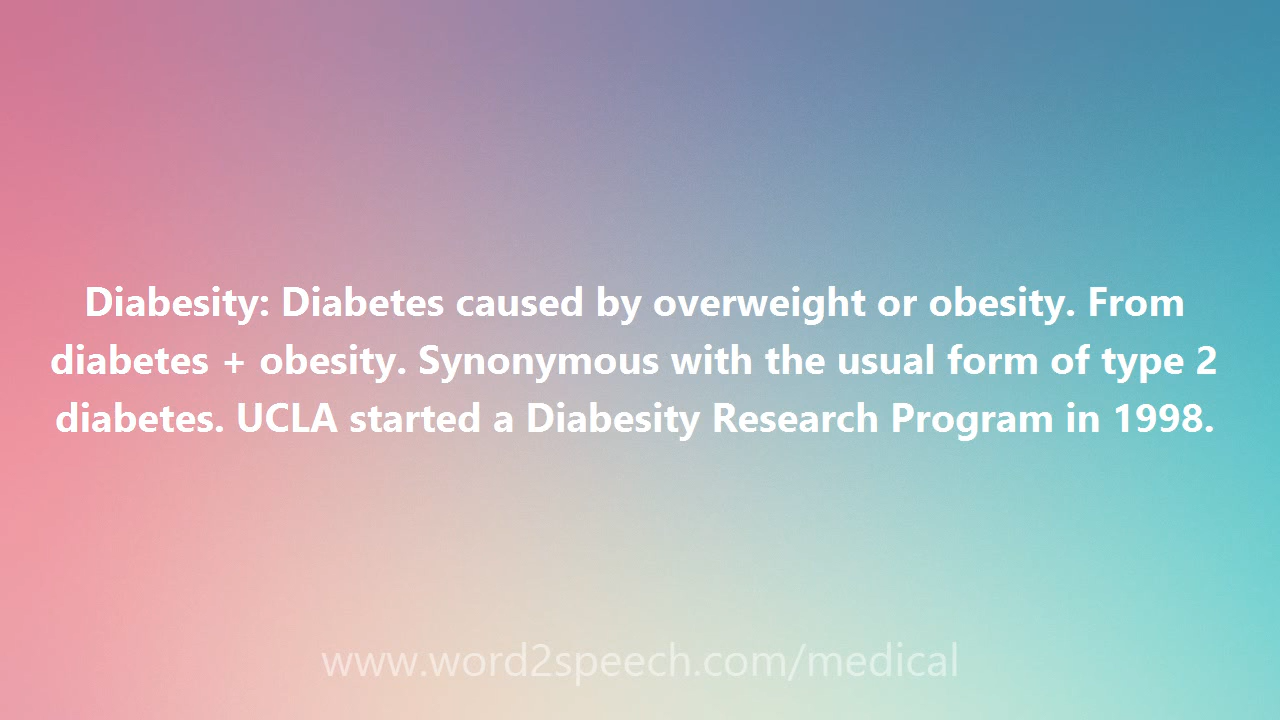 Diabesity: Diabetes caused by overweight or obesity. From
diabetes + obesity. Synonymous with the usual form of type 2
diabetes. UCLA started a Diabesity Research Program in 1998.
www.word2speech.com/medical